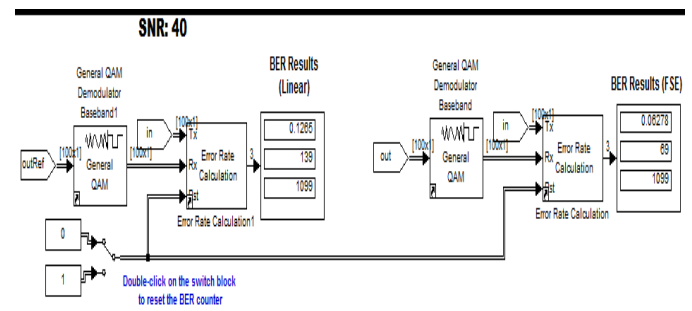 SNR: 40
General QAM
Demodulator
Baseband1
outRef
[100x1]
General
QAM
[100x1]
in
[100x1]
Tx
Rx
Rst
Error Rate
Calculation
Error Rate Calculation1
3
BER Results
(Linear)
0.1265
139
1099
General QAM
Demodulator
Baseband
out
[100x1]
General
QAM
[100x1]
in
[100x1]
Tx
Rx
Rst
Error Rate
Calculation
Error Rate Calculation
3
BER Results (FSE)
0.06278
69
1099
0
1
Double-click on the switch block
to reset the BER counter